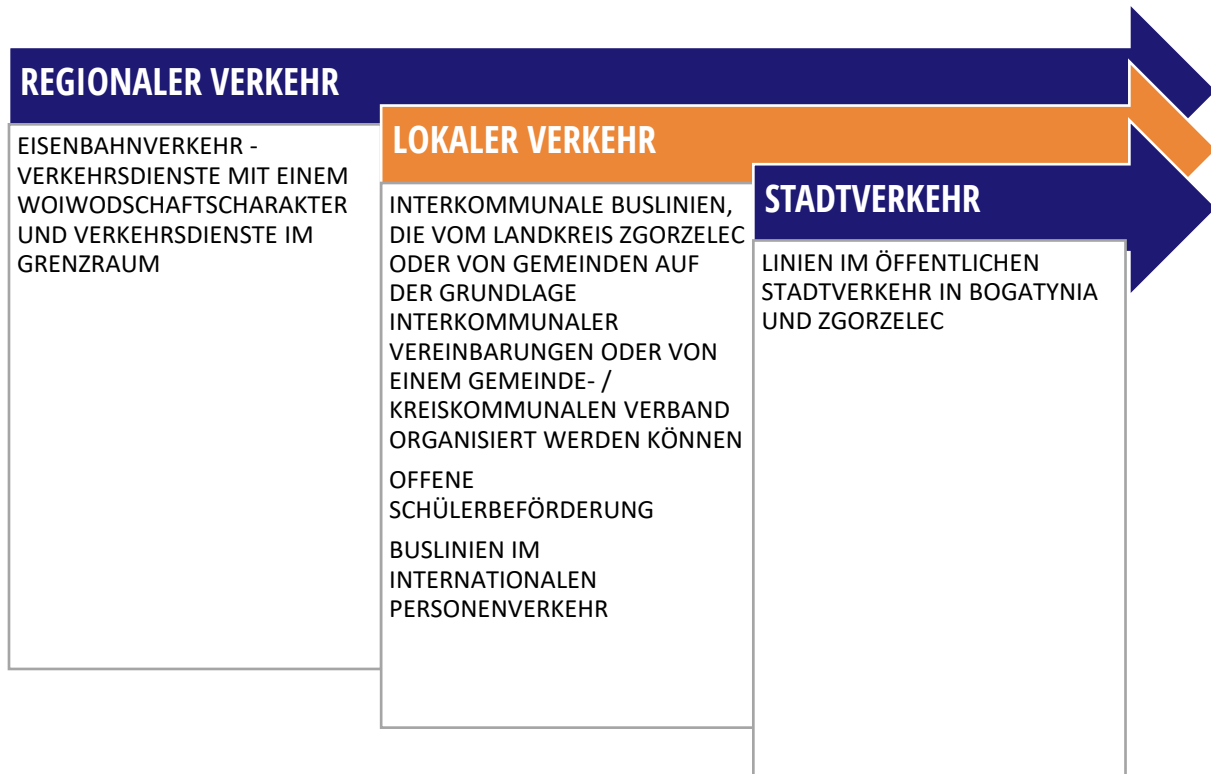 REGIONALER VERKEHR
EISENBAHNVERKEHR -
VERKEHRSDIENSTE MIT EINEM
WOIWODSCHAFTSCHARAKTER
UND VERKEHRSDIENSTE IM
GRENZRAUM
LOKALER VERKEHR
INTERKOMMUNALE BUSLINIEN,
DIE VOM LANDKREIS ZGORZELEC
ODER VON GEMEINDEN AUF
DER GRUNDLAGE
INTERKOMMUNALER
VEREINBARUNGEN ODER VON
EINEM GEMEINDE- /
KREISKOMMUNALEN VERBAND
ORGANISIERT WERDEN KÖNNEN
OFFENE
SCHÜLERBEFÖRDERUNG
BUSLINIEN IM
INTERNATIONALEN
PERSONENVERKEHR
STADTVERKEHR
LINIEN IM ÖFFENTLICHEN
STADTVERKEHR IN BOGATYNIA
UND ZGORZELEC